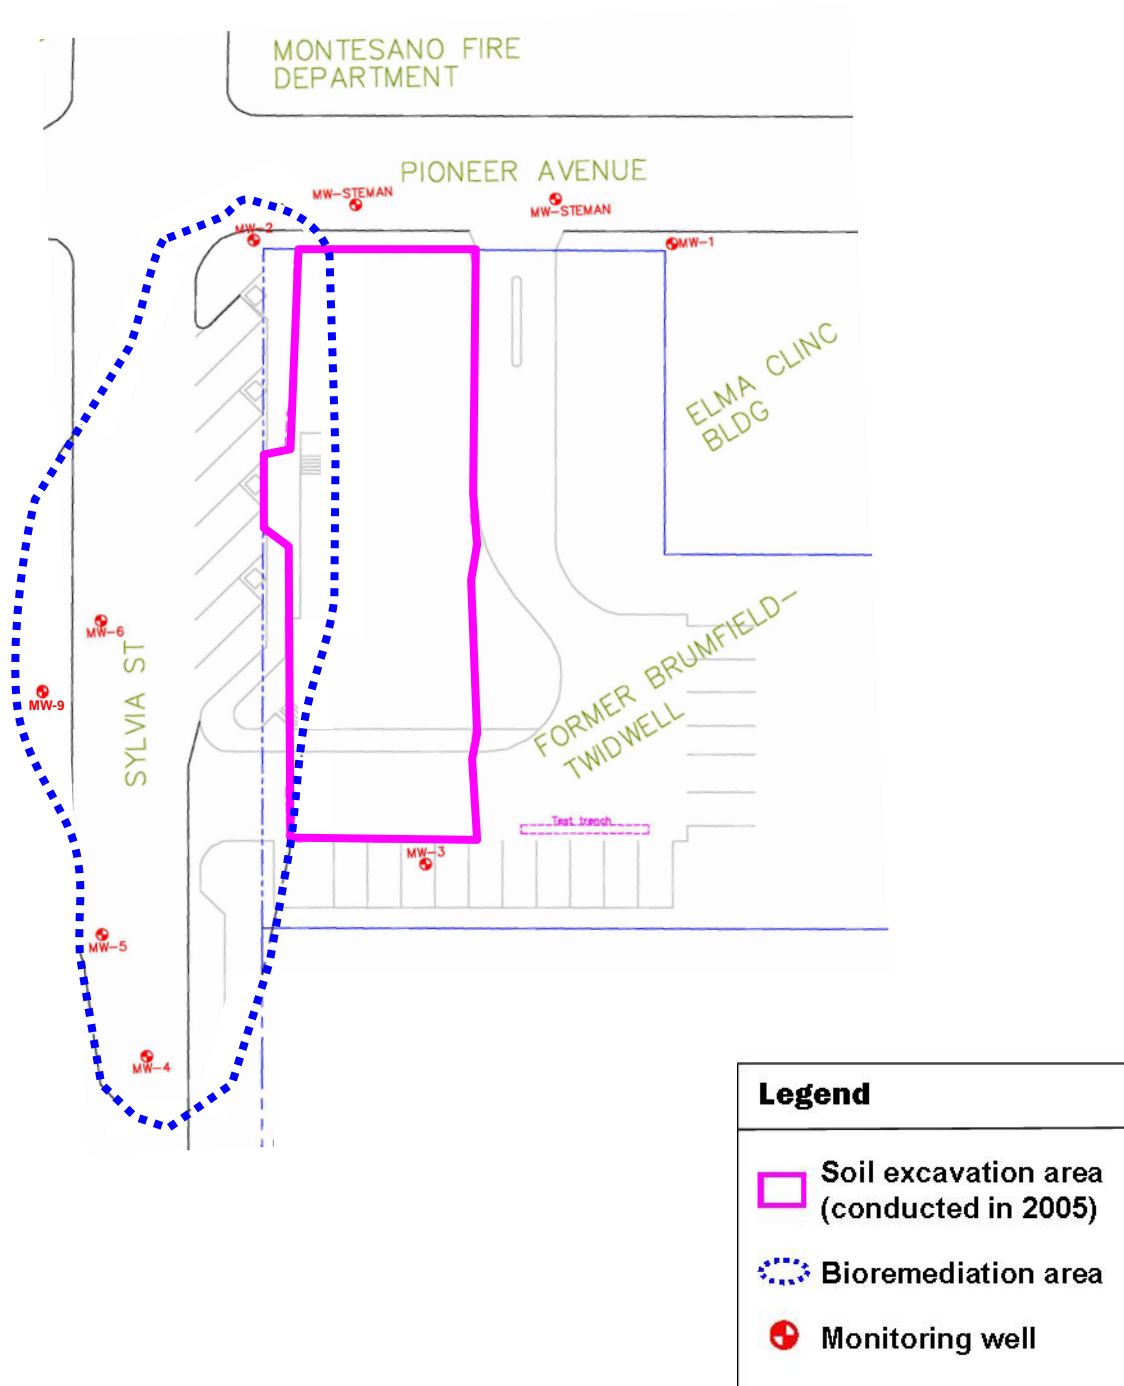 MONTESANO FIRE
DEPARTMENT
PIONEER AVENUE
MW-STEMAN
MW-STEMAN
MW-2
MW-1
ELMA CLINC
BLDG
MW-6
MW-9
SYLVIA ST
FORMER BRUMFIELD-
TWIDWELL
Test trench
MW-3
MW-5
MW-4
Legend
Soil excavation area
(conducted in 2005)
Bioremediation area
Monitoring well